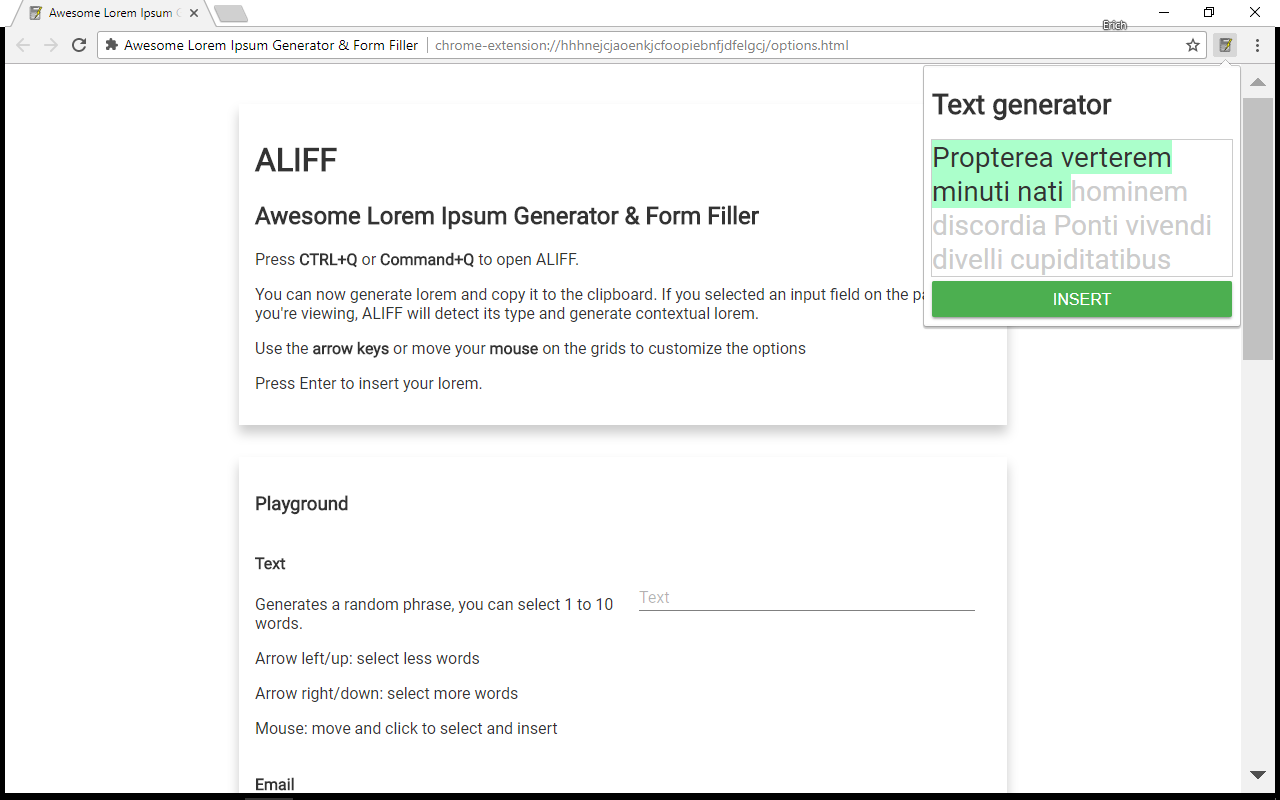 Awesome Lorem Ipsum
Erich
Awesome Lorem Ipsum Generator & Form Filler
chrome-extension://hhhnejcjaoenkjcfoopiebnfjdfelgcj/options.html
Text generator
Propterea verterem
minuti nati hominem
discordia Ponti vivendi
divelli cupiditatibus
INSERT
ALIFF
Awesome Lorem Ipsum Generator & Form Filler
Press CTRL+Q or Command+Q to open ALIFF.
You can now generate lorem and copy it to the clipboard. If you selected an input field on the
you're viewing, ALIFF will detect its type and generate contextual lorem.
Use the arrow keys or move your mouse on the grids to customize the options
Press Enter to insert your lorem.
Playground
Text
Generates a random phrase, you can select 1 to 10
words.
Text
Arrow left/up: select less words
Arrow right/down: select more words
Mouse: move and click to select and insert
Email